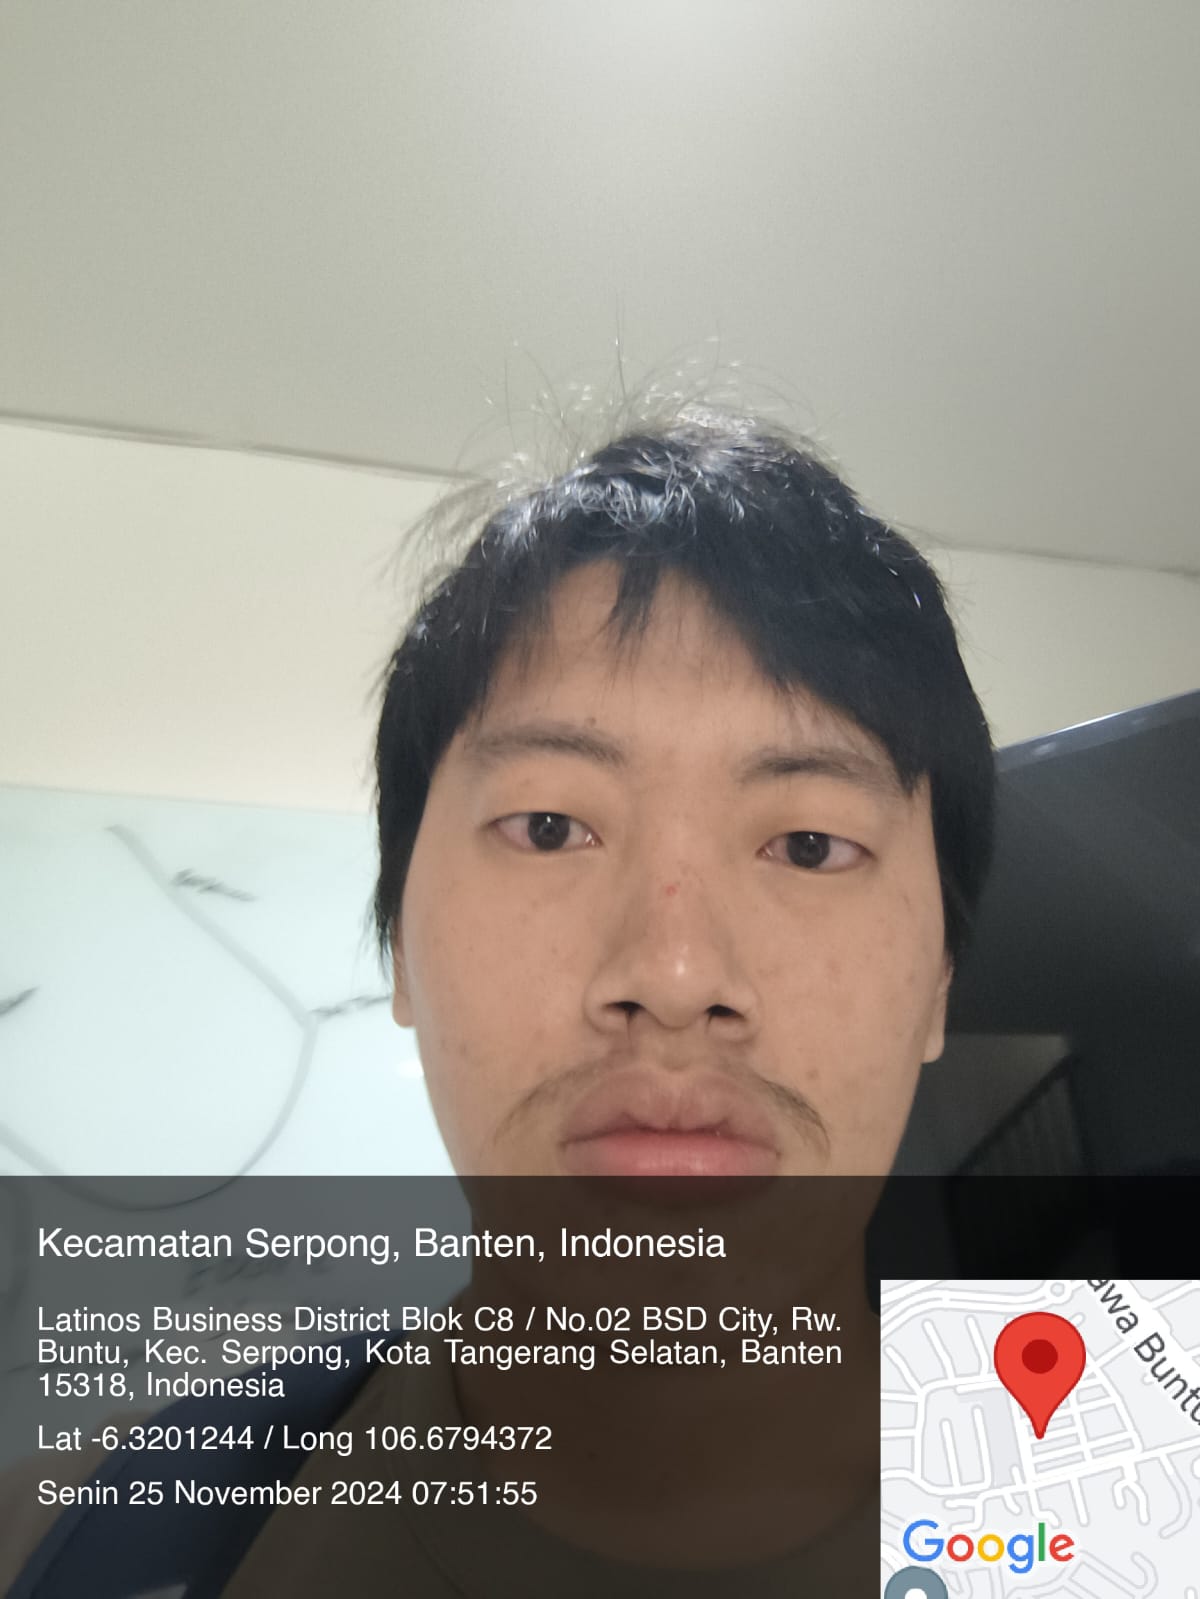 Kecamatan Serpong, Banten, Indonesia
Latinos Business District Blok C8 / No.02 BSD City, Rw.
Buntu, Kec. Serpong, Kota Tangerang Selatan, Banten
15318, Indonesia
Lat -6.3201244 / Long 106.6794372
Senin 25 November 2024 07:51:55
awa Buntu
Google